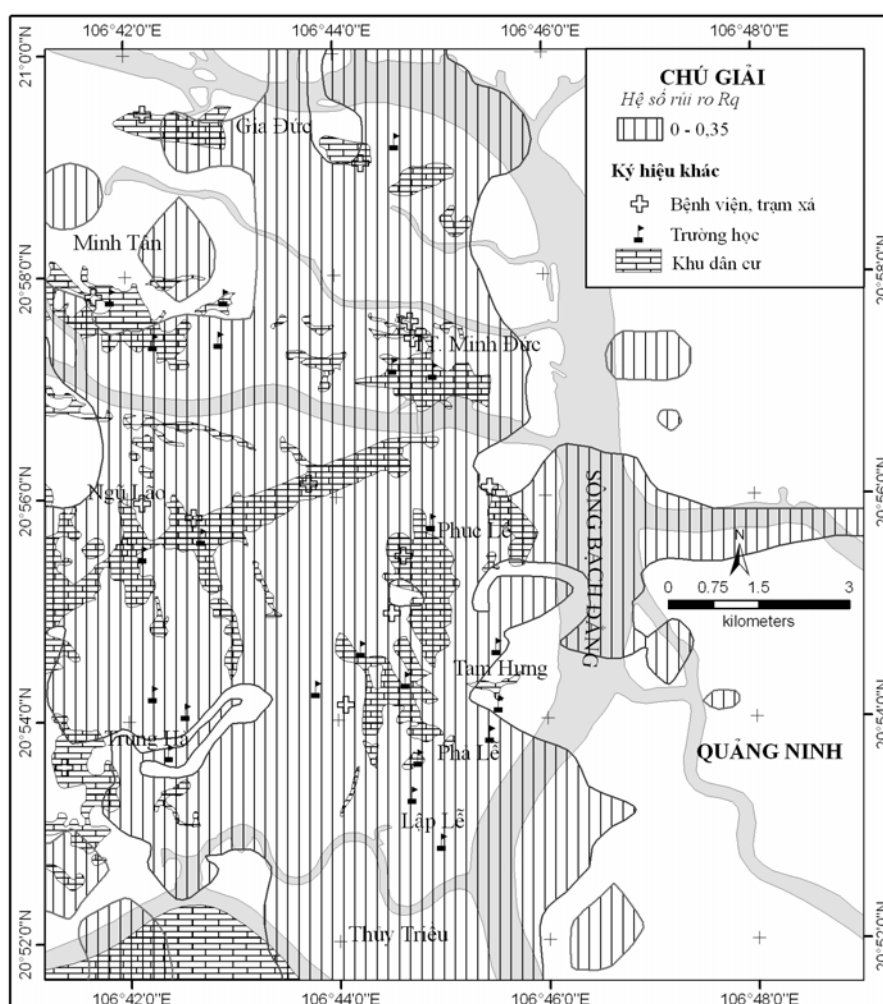 106°42'0"E
106°44'0"E
106°46'0"E
106°48'0"E
21°0'0"N
20°58'0"N
20°56'0"N
20°54'0"N
20°52'0"N
CHÚ GIẢI
Hệ số rủi ro Rq
0 - 0,35
Ký hiệu khác
Bệnh viện, trạm xá
Trường học
Khu dân cư
Gia Đức
Minh Tân
TT. Minh Đức
Ngũ Lão
Phục Lễ
SÔNG BẠCH ĐẰNG
N
0 0.75 1.5 3
kilometers
Tam Hưng
Trung Hà
Phả Lễ
QUẢNG NINH
Lập Lễ
Thủy Triều
20°58'0"N
20°56'0"N
20°54'0"N
20°52'0"N
106°42'0"E
106°44'0"E
106°46'0"E
106°48'0"E